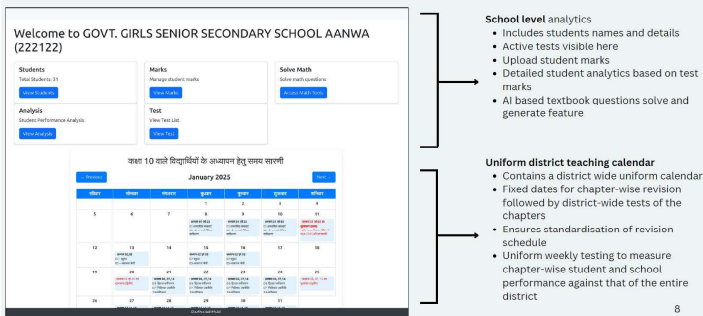 Welcome to GOVT. GIRLS SENIOR SECONDARY SCHOOL AANWA
(222122)
Students
Total Students: 31
View Students
Marks
Manage student marks
View Marks
Solve Math
Solve math questions
Access Math Tools
Analysis
Student Performance Analysis
View Analysis
Test
View Test List
View Test
कक्षा 10 वाले विद्यार्थियों के अध्यापन हेतु समय सारणी
← Previous
January 2025
Next →
रविवार सोमवार मंगलवार बुधवार गुरुवार शुक्रवार शनिवार
1 2 3 4
5 6 7 8 9 10 11
12 13 14 15 16 17 18
19 20 21 22 23 24 25
26 27 28 29 30 31
School level analytics
• Includes students names and details
• Active tests visible here
• Upload student marks
• Detailed student analytics based on test
marks
• AI based textbook questions solve and
generate feature
Uniform district teaching calendar
• Contains a district wide uniform calendar
• Fixed dates for chapter-wise revision
followed by district-wide tests of the
chapters
• Ensures standardisation of revision
schedule
• Uniform weekly testing to measure
chapter-wise student and school
performance against that of the entire
district
8